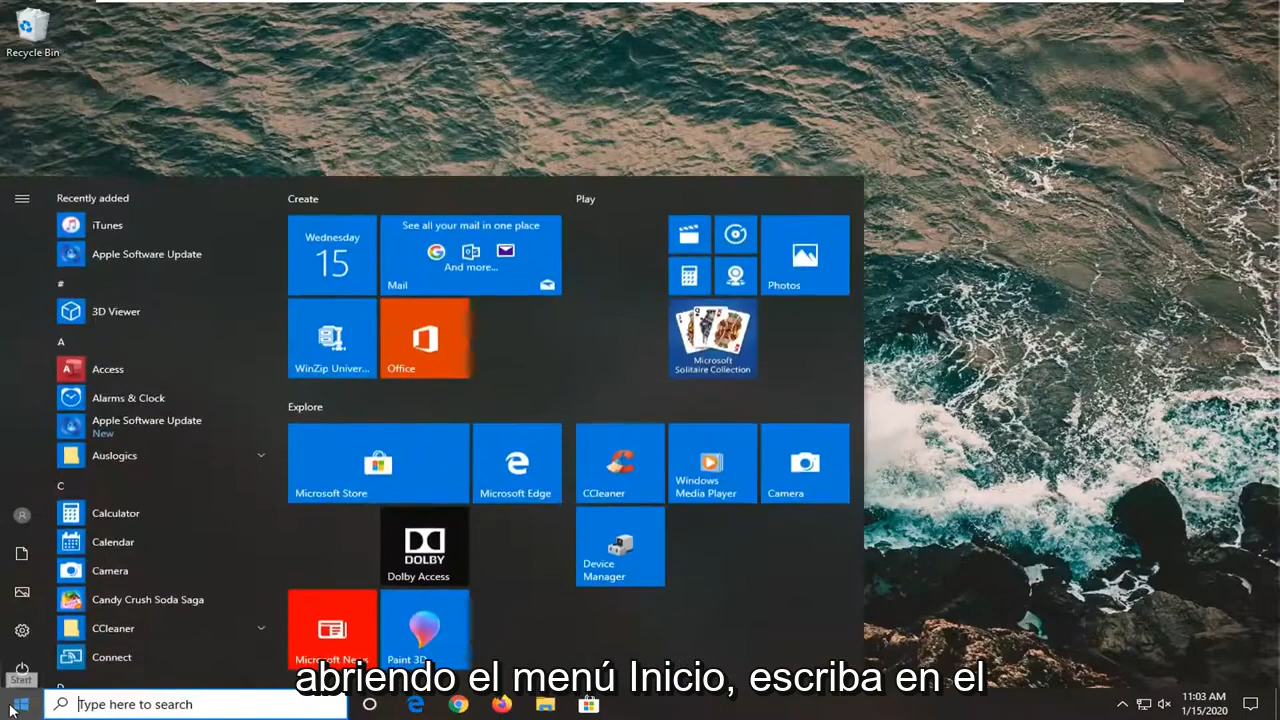 Recycle Bin
Recently added
iTunes
Apple Software Update
#
3D Viewer
A
Access
Alarms & Clock
Apple Software Update
New
Auslogics
C
Calculator
Calendar
Camera
Candy Crush Soda Saga
CCleaner
Connect
Start
Create
Wednesday
15
See all your mail in one place
And more...
Mail
WinZip Univer...
Office
Explore
Microsoft Store
Microsoft Edge
DOLBY
Dolby Access
Microsoft News
Paint 3D
Play
Photos
Microsoft
Solitaire Collection
CCleaner
Windows
Media Player
Camera
Device
Manager
abriendo el menú Inicio, escriba en el
Type here to search
11:03 AM
1/15/2020